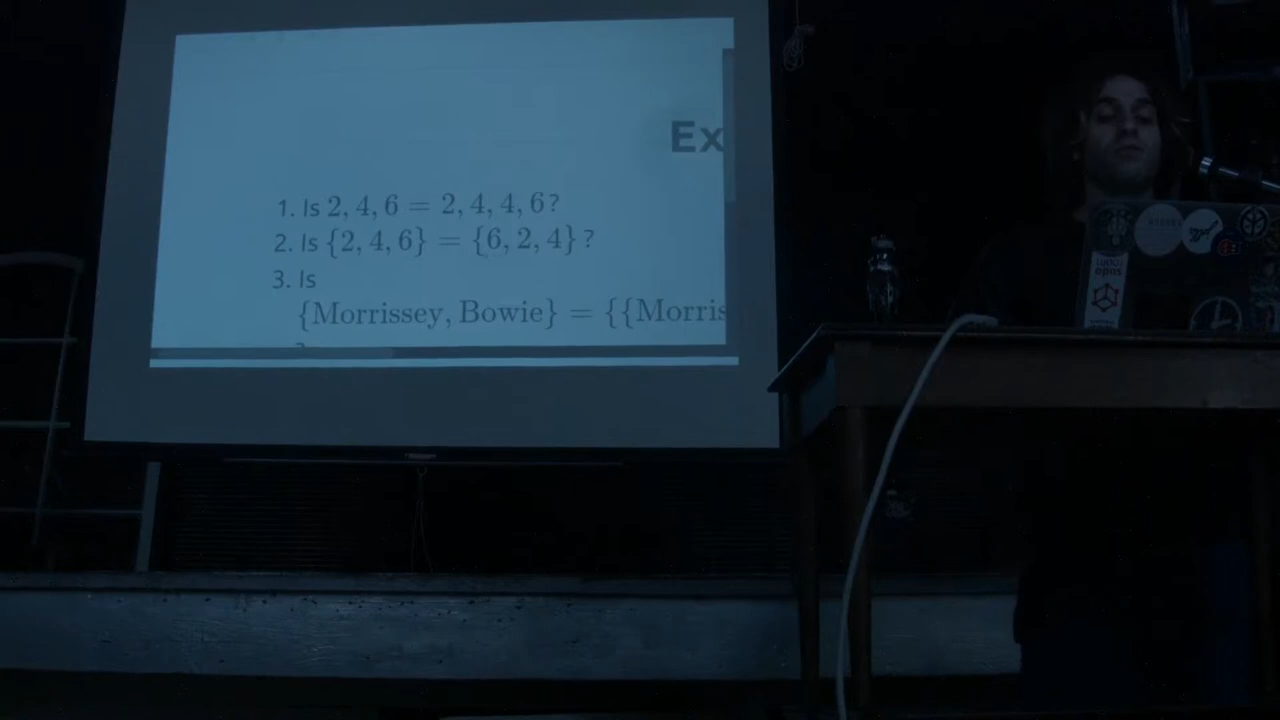 Ex
1. Is 2, 4, 6 = 2, 4, 4, 6?
2. Is {2, 4, 6} = {6, 2, 4}?
3. Is
{Morrissey, Bowie} = {{Morris